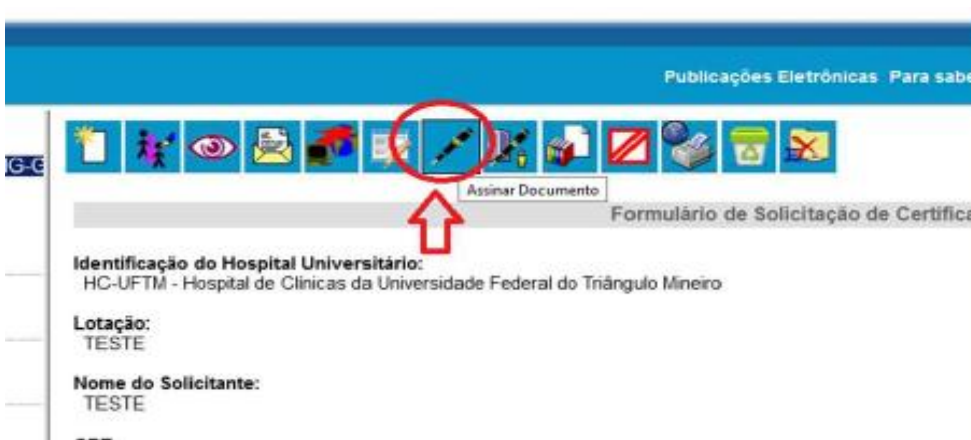 Publicações Eletrônicas Para sabe
G-G
Assinar Documento
Formulário de Solicitação de Certifica
Identificação do Hospital Universitário:
HC-UFTM - Hospital de Clínicas da Universidade Federal do Triângulo Mineiro
Lotação:
TESTE
Nome do Solicitante:
TESTE